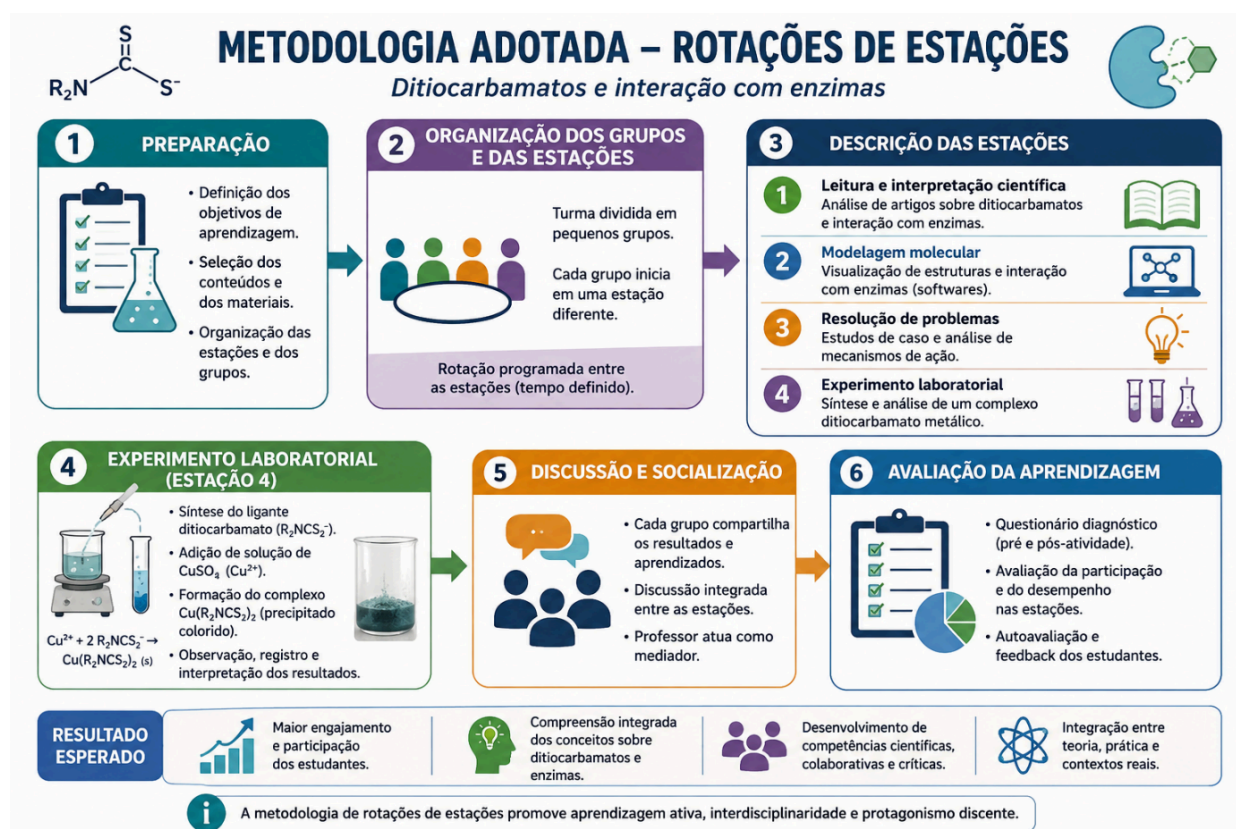 S
C
R₂N
S⁻
METODOLOGIA ADOTADA – ROTAÇÕES DE ESTAÇÕES
Ditiocarbamatos e interação com enzimas
1
PREPARAÇÃO
• Definição dos
objetivos de
aprendizagem.
• Seleção dos
conteúdos e
dos materiais.
• Organização das
estações e dos
grupos.
2
ORGANIZAÇÃO DOS GRUPOS
E DAS ESTAÇÕES
Turma dividida em
pequenos grupos.
Cada grupo inicia
em uma estação
diferente.
Rotação programada entre
as estações (tempo definido).
3
DESCRIÇÃO DAS ESTAÇÕES
1
Leitura e interpretação científica
Análise de artigos sobre ditiocarbamatos
e interação com enzimas.
2
Modelagem molecular
Visualização de estruturas e interação
com enzimas (softwares).
3
Resolução de problemas
Estudos de caso e análise de
mecanismos de ação.
4
Experimento laboratorial
Síntese e análise de um complexo
ditiocarbamato metálico.
4
EXPERIMENTO LABORATORIAL
(ESTAÇÃO 4)
• Síntese do ligante
ditiocarbamato (R₂NCS₂⁻).
• Adição de solução de
CuSO₄ (Cu²⁺).
• Formação do complexo
Cu(R₂NCS₂)₂ (precipitado
colorido).
• Observação, registro e
interpretação dos resultados.
Cu²⁺ + 2 R₂NCS₂⁻ →
Cu(R₂NCS₂)₂ (s)
5
DISCUSSÃO E SOCIALIZAÇÃO
• Cada grupo compartilha
os resultados e
aprendizados.
• Discussão integrada
entre as estações.
• Professor atua como
mediador.
6
AVALIAÇÃO DA APRENDIZAGEM
• Questionário diagnóstico
(pré e pós-atividade).
• Avaliação da participação
e do desempenho
nas estações.
• Autoavaliação e
feedback dos estudantes.
RESULTADO
ESPERADO
Maior engajamento
e participação
dos estudantes.
Compreensão integrada
dos conceitos sobre
ditiocarbamatos e
enzimas.
Desenvolvimento de
competências científicas,
colaborativas e críticas.
Integração entre
teoria, prática e
contextos reais.
i
A metodologia de rotações de estações promove aprendizagem ativa, interdisciplinaridade e protagonismo discente.